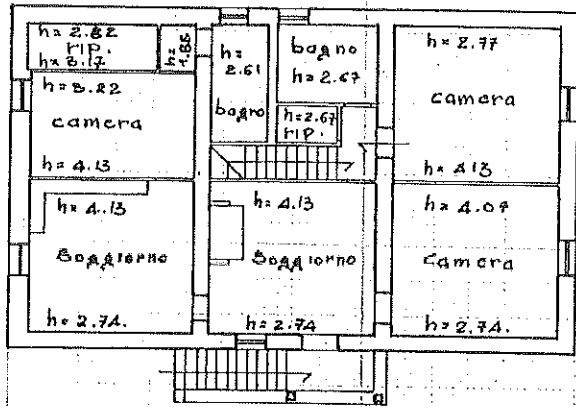 h= 2.82
rip.
h= 3.17
h= 1.86
h= 2.61
bagno
bagno
h= 2.67
h= 2.67
rip.
h= 2.77
camera
h= 4.13
h= 3.22
camera
h= 4.13
h= 4.13
Soggiorno
h= 2.74.
h= 4.13
Soggiorno
h= 2.74
h= 4.09
camera
h= 2.74.